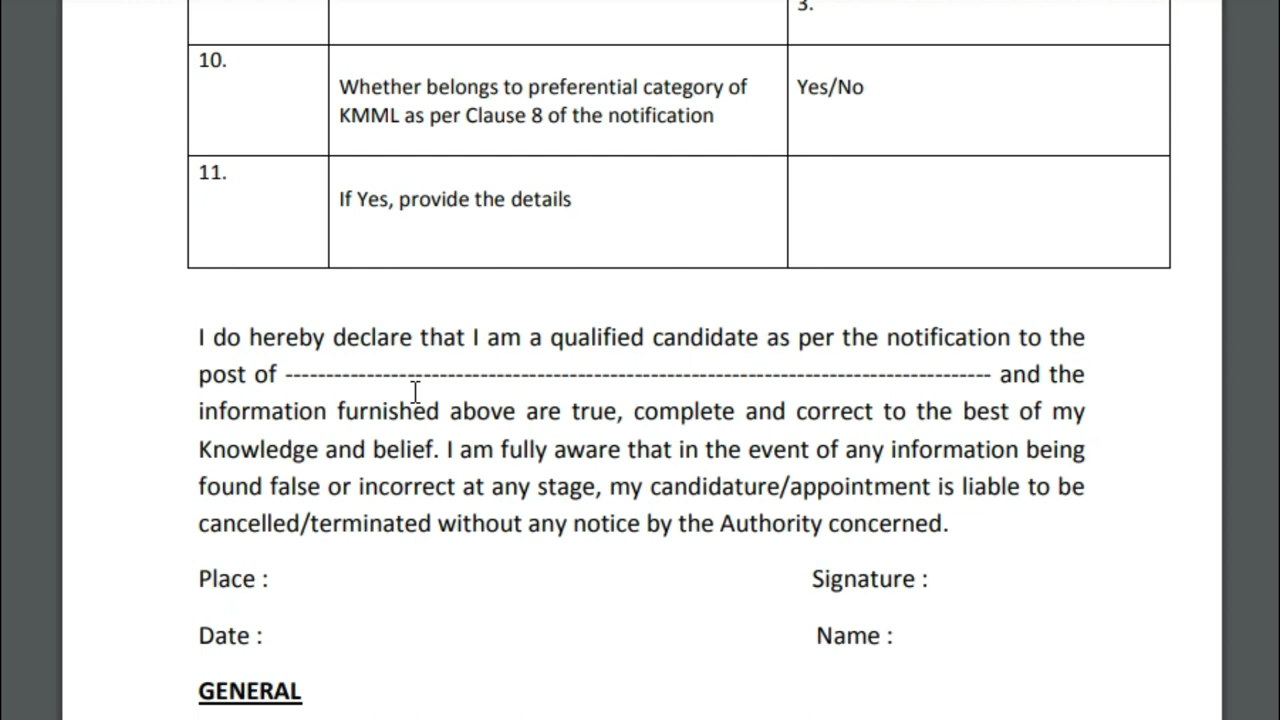 3.
10.
Whether belongs to preferential category of
KMML as per Clause 8 of the notification
Yes/No
11.
If Yes, provide the details
I do hereby declare that I am a qualified candidate as per the notification to the
post of --------------------------------------------------------------------------------------- and the
information furnished above are true, complete and correct to the best of my
Knowledge and belief. I am fully aware that in the event of any information being
found false or incorrect at any stage, my candidature/appointment is liable to be
cancelled/terminated without any notice by the Authority concerned.
Place :
Signature :
Date :
Name :
GENERAL